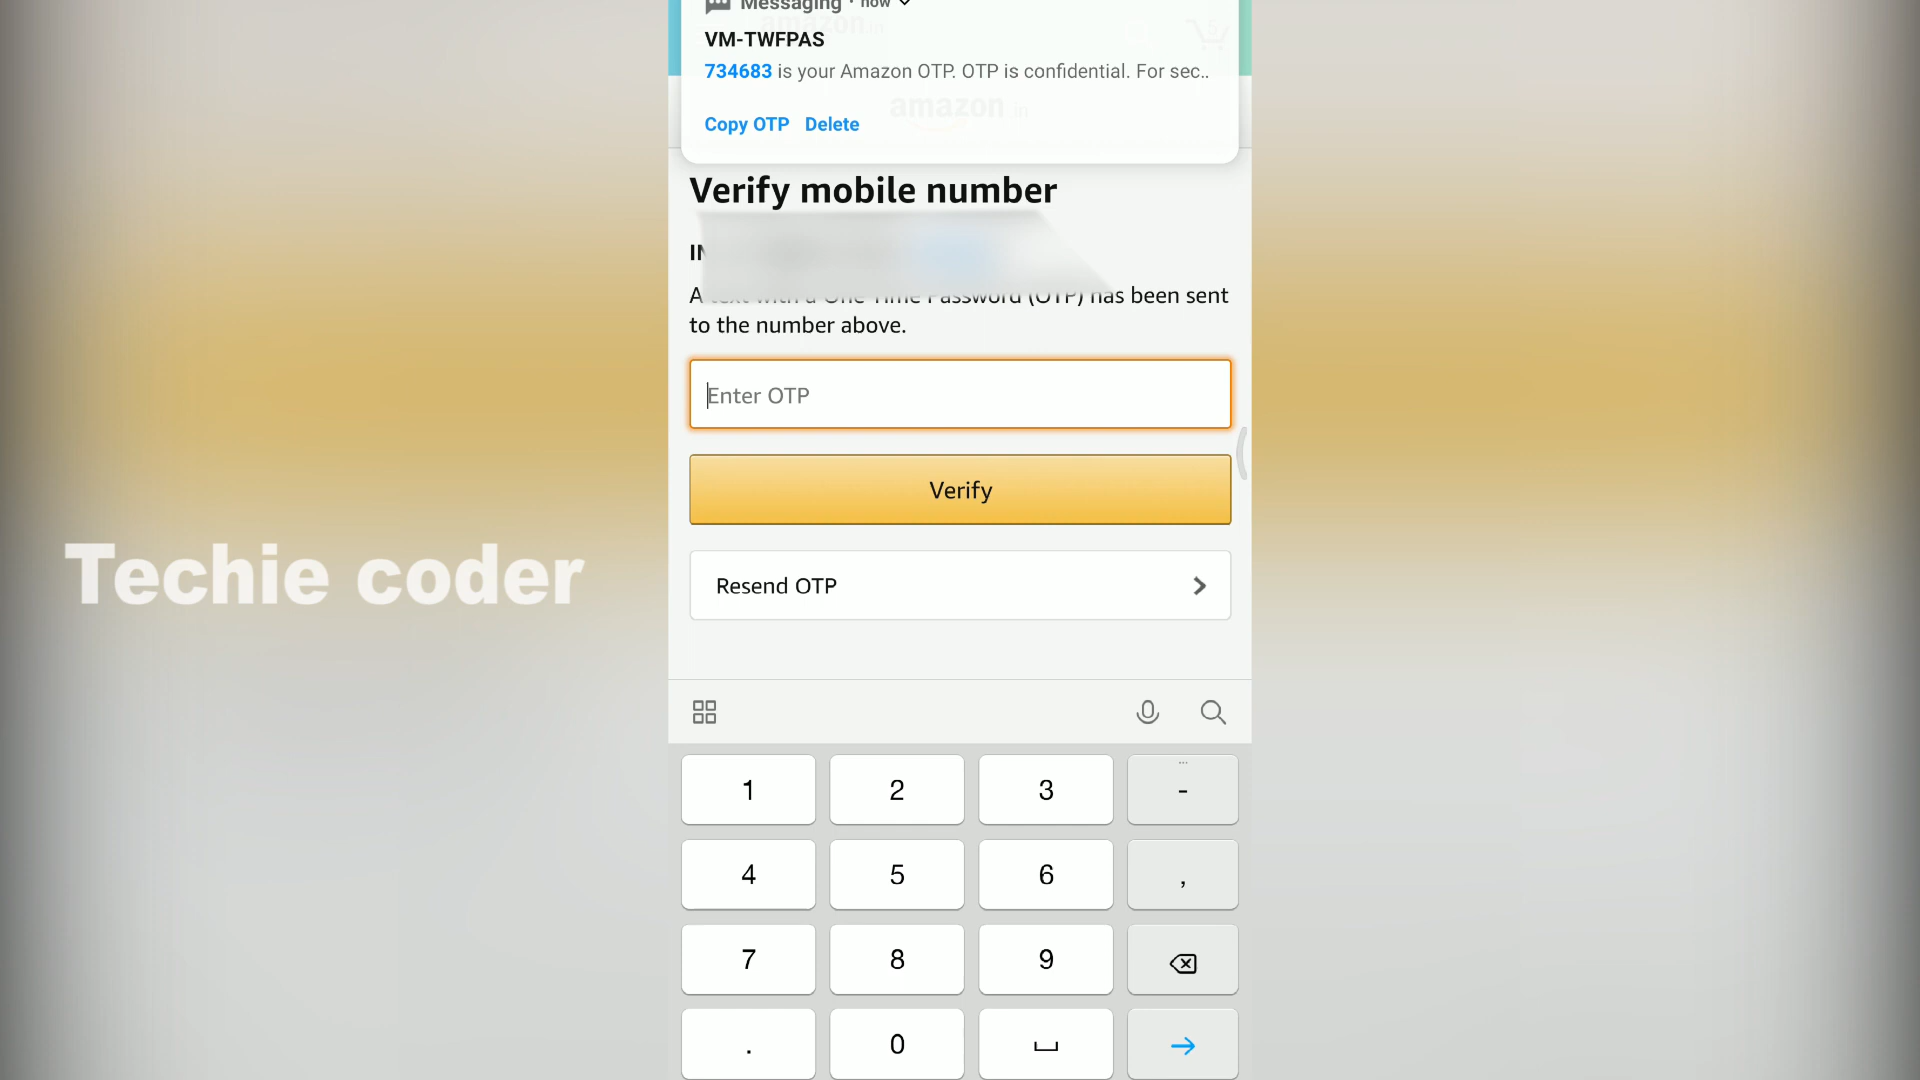 Messaging · now
VM-TWFPAS
734683 is your Amazon OTP. OTP is confidential. For sec..
amazon.in
Copy OTP Delete
Verify mobile number
IN
A text with a One Time Password (OTP) has been sent
to the number above.
Enter OTP
Verify
Techie coder
Resend OTP
1 2 3 -
4 5 6 ,
7 8 9
. 0